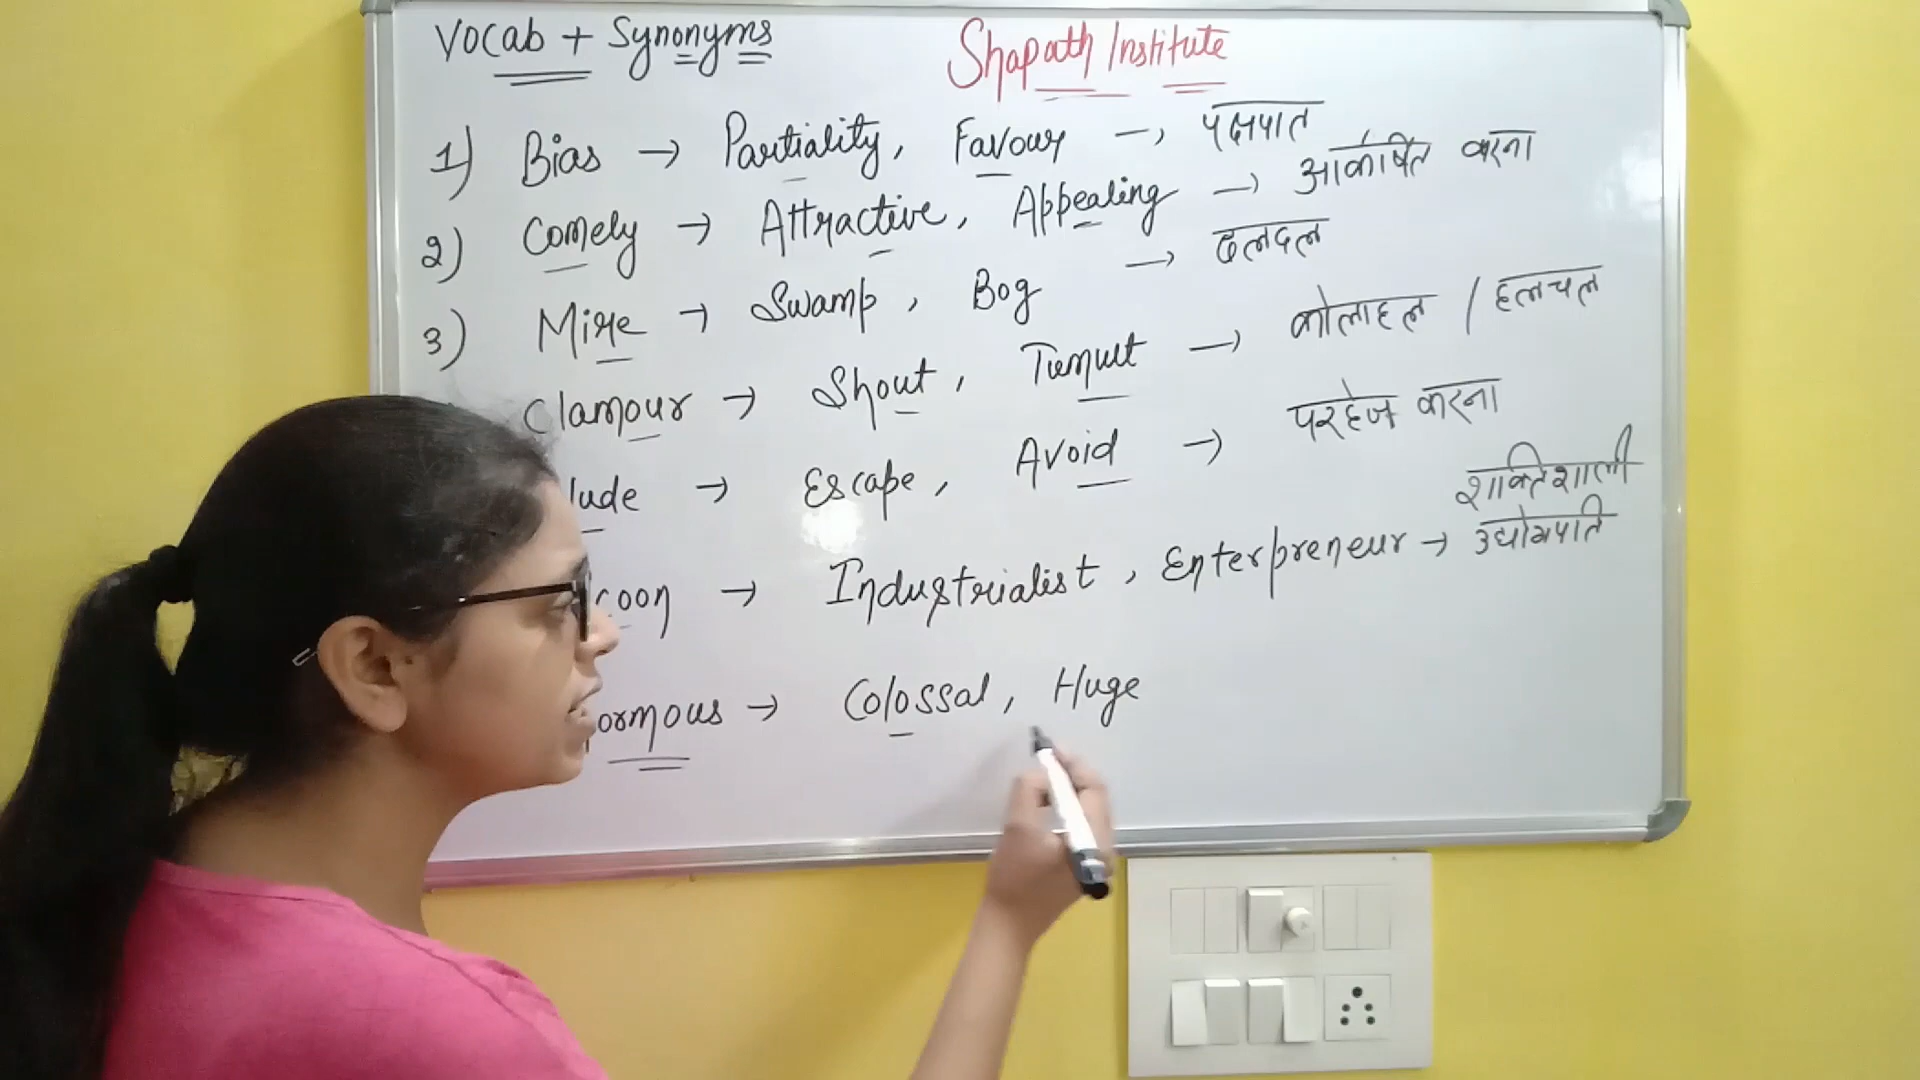 Vocab + Synonyms
Shapath Institute
1) Bias → Partiality, Favour → पक्षपात
2) Comely → Attractive, Appealing → आकर्षित करना
3) Mire → Swamp, Bog → दलदल
Clamour → Shout, Tumult → कोलाहल / हलचल
lude → Escape, Avoid → परहेज करना
coon → Industrialist, Enterpreneur → शक्तिशाली
उद्योगपति
ormous → Colossal, Huge